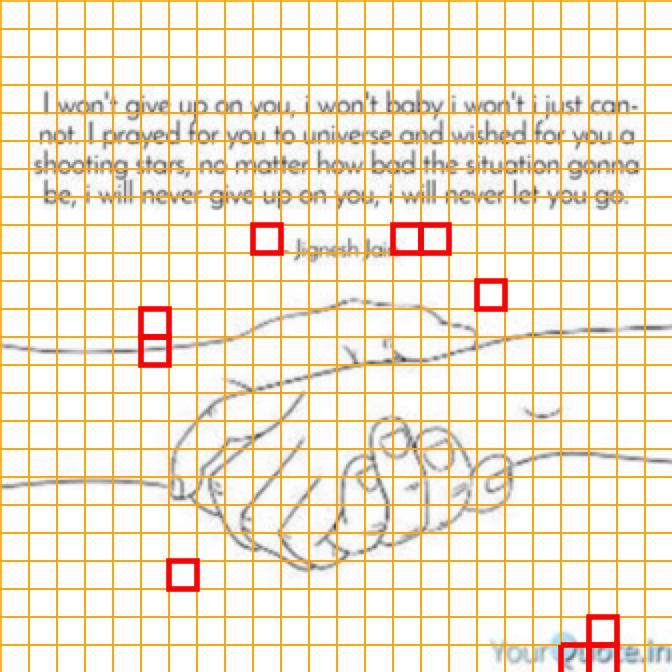 I won't give up on you, i won't baby i won't i just can-
not. I prayed for you to universe and wished for you a
shooting stars, no matter how bad the situation gonna
be, i will never give up on you, i will never let you go.
- Jignesh Jain
YourQuote.in